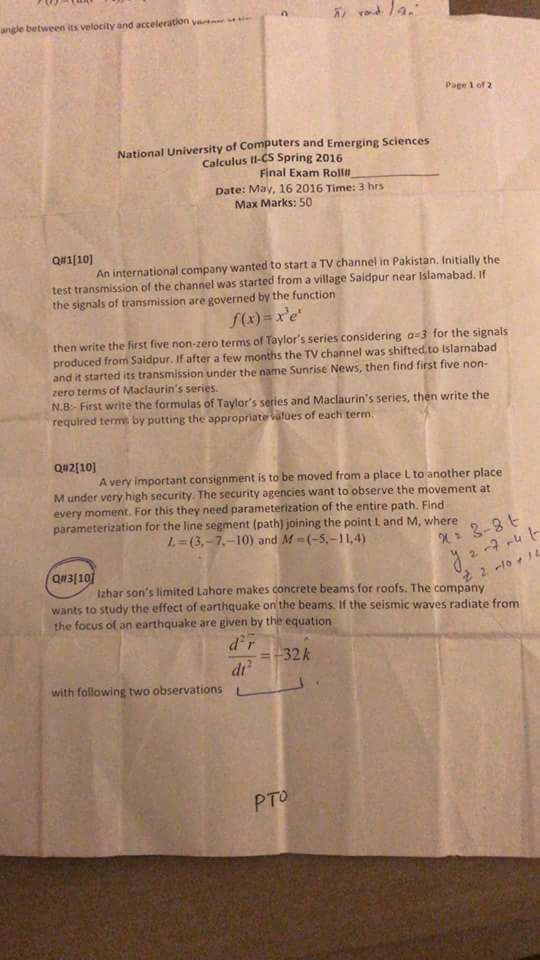 angle between its velocity and acceleration
π/ rad/
Page 1 of 2
National University of Computers and Emerging Sciences
Calculus II-CS Spring 2016
Final Exam Roll#____________
Date: May, 16 2016 Time: 3 hrs
Max Marks: 50
Q#1[10]
An international company wanted to start a TV channel in Pakistan. Initially the
test transmission of the channel was started from a village Saidpur near Islamabad. If
the signals of transmission are governed by the function
f(x) = x³eˣ
then write the first five non-zero terms of Taylor's series considering a=3 for the signals
produced from Saidpur. If after a few months the TV channel was shifted to Islamabad
and it started its transmission under the name Sunrise News, then find first five non-
zero terms of Maclaurin's series.
N.B:- First write the formulas of Taylor's series and Maclaurin's series, then write the
required terms by putting the appropriate values of each term.
Q#2[10]
A very important consignment is to be moved from a place L to another place
M under very high security. The security agencies want to observe the movement at
every moment. For this they need parameterization of the entire path. Find
parameterization for the line segment (path) joining the point L and M, where
L = (3,−7,−10) and M = (−5,−11,4)
x = 3-8t
y = -7-4t
z = -10+14
Q#3[10]
Izhar son's limited Lahore makes concrete beams for roofs. The company
wants to study the effect of earthquake on the beams. If the seismic waves radiate from
the focus of an earthquake are given by the equation
d²r⃗/dt² = −32k̂
with following two observations
PTO